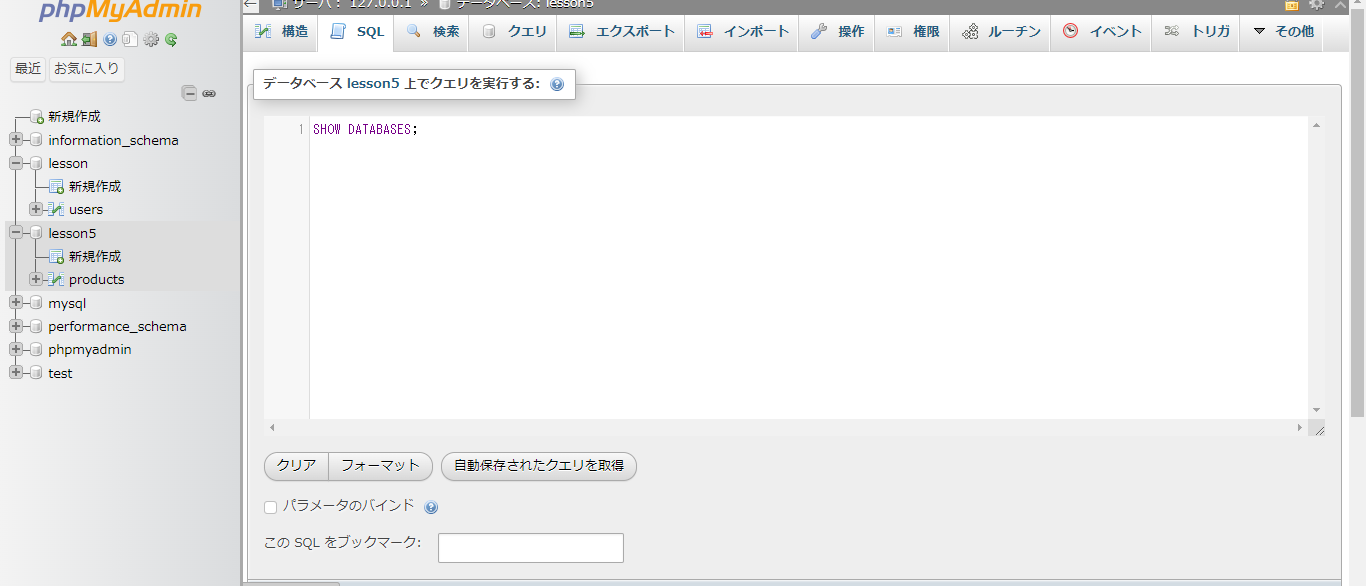 phpMyAdmin
最近 お気に入り
新規作成
information_schema
lesson
新規作成
users
lesson5
新規作成
products
mysql
performance_schema
phpmyadmin
test
サーバ: 127.0.0.1 » データベース: lesson5
構造 SQL 検索 クエリ エクスポート インポート 操作 権限 ルーチン イベント トリガ その他
データベース lesson5 上でクエリを実行する:
1 SHOW DATABASES;
クリア フォーマット 自動保存されたクエリを取得
パラメータのバインド
この SQL をブックマーク: